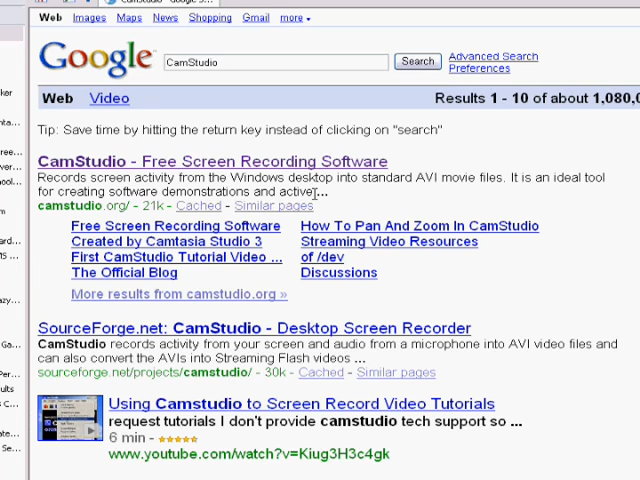 CamStudio - Google S...
Web Images Maps News Shopping Gmail more
Google CamStudio Search Advanced Search
Preferences
Web Video Results 1 - 10 of about 1,080,0
Tip: Save time by hitting the return key instead of clicking on "search"
CamStudio - Free Screen Recording Software
Records screen activity from the Windows desktop into standard AVI movie files. It is an ideal tool
for creating software demonstrations and active ...
camstudio.org/ - 21k - Cached - Similar pages
Free Screen Recording Software How To Pan And Zoom In CamStudio
Created by Camtasia Studio 3 Streaming Video Resources
First CamStudio Tutorial Video ... of /dev
The Official Blog Discussions
More results from camstudio.org »
SourceForge.net: CamStudio - Desktop Screen Recorder
CamStudio records activity from your screen and audio from a microphone into AVI video files and
can also convert the AVIs into Streaming Flash videos ...
sourceforge.net/projects/camstudio/ - 30k - Cached - Similar pages
Using Camstudio to Screen Record Video Tutorials
request tutorials I don't provide camstudio tech support so ...
6 min -
www.youtube.com/watch?v=Kiug3H3c4gk